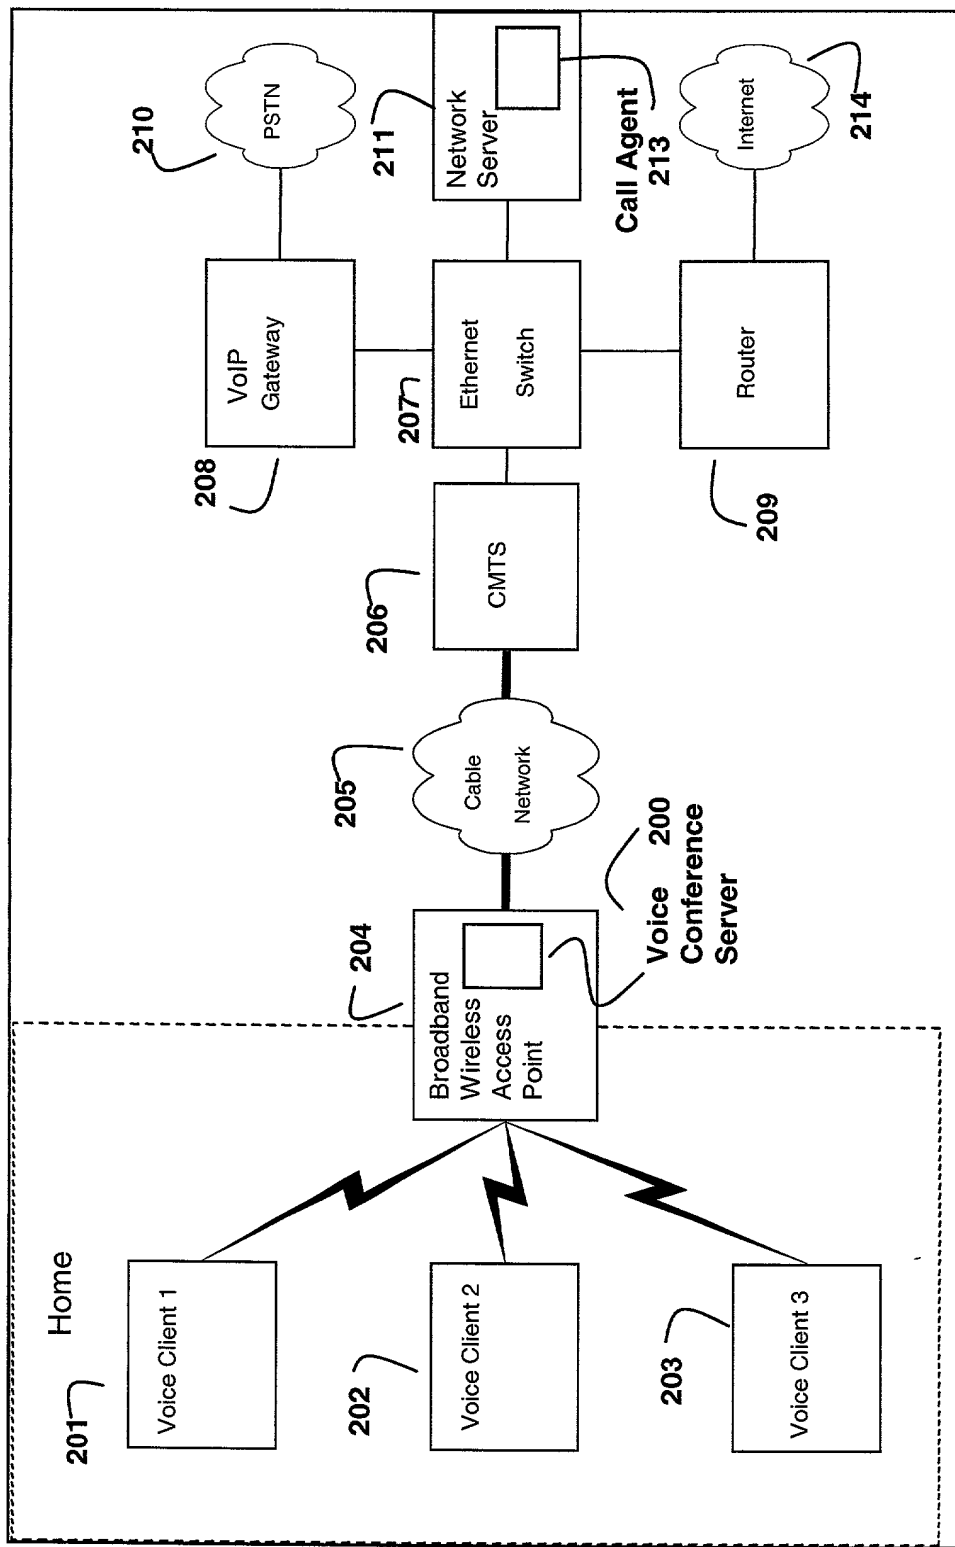 Home
201
Voice Client 1
202
Voice Client 2
203
Voice Client 3
204
Broadband
Wireless
Access
Point
200
Voice
Conference
Server
205
Cable
Network
206
CMTS
207
Ethernet
Switch
208
VoIP
Gateway
209
Router
210
PSTN
211
Network
Server
Call Agent
213
Internet
214